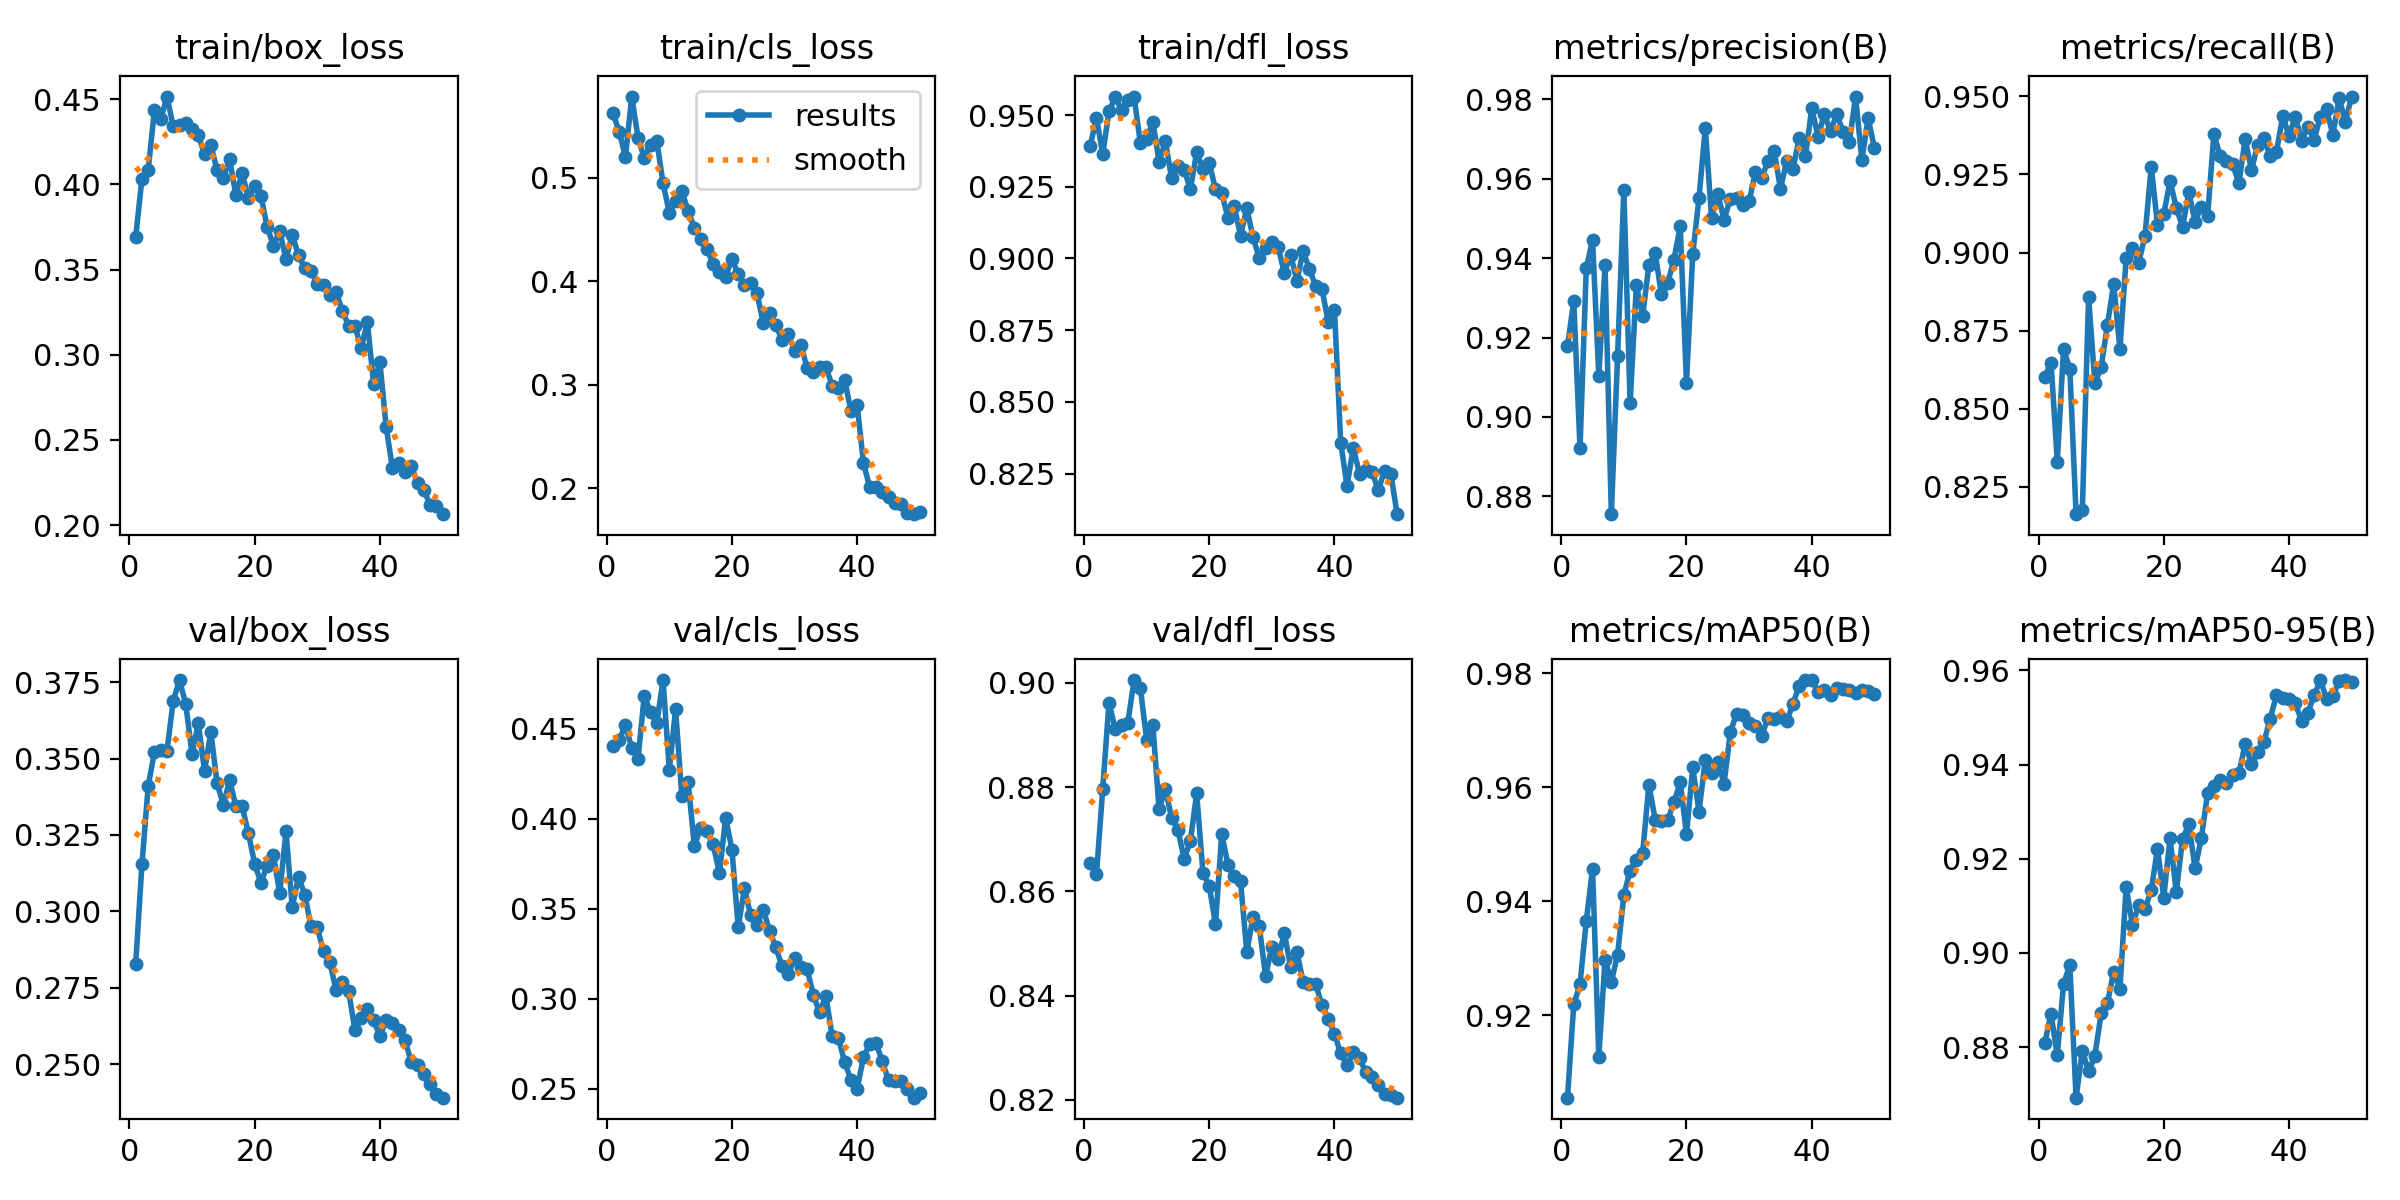 train/box_loss
0.45
0.40
0.35
0.30
0.25
0.20
0 20 40
train/cls_loss
results
smooth
0.5
0.4
0.3
0.2
0 20 40
train/dfl_loss
0.950
0.925
0.900
0.875
0.850
0.825
0 20 40
metrics/precision(B)
0.98
0.96
0.94
0.92
0.90
0.88
0 20 40
metrics/recall(B)
0.950
0.925
0.900
0.875
0.850
0.825
0 20 40
val/box_loss
0.375
0.350
0.325
0.300
0.275
0.250
0 20 40
val/cls_loss
0.45
0.40
0.35
0.30
0.25
0 20 40
val/dfl_loss
0.90
0.88
0.86
0.84
0.82
0 20 40
metrics/mAP50(B)
0.98
0.96
0.94
0.92
0 20 40
metrics/mAP50-95(B)
0.96
0.94
0.92
0.90
0.88
0 20 40